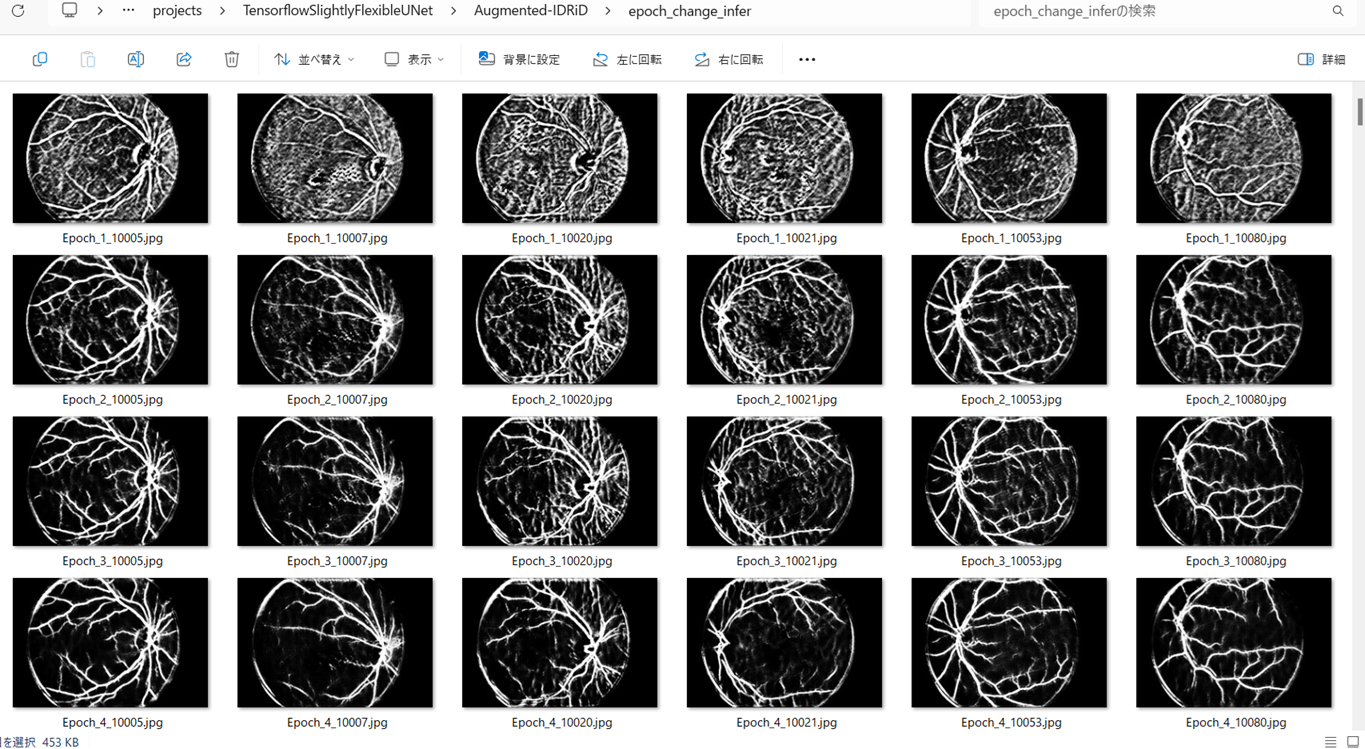 … projects TensorflowSlightlyFlexibleUNet Augmented-IDRiD epoch_change_infer epoch_change_inferの検索
並べ替え 表示 背景に設定 左に回転 右に回転 … 詳細
Epoch_1_10005.jpg Epoch_1_10007.jpg Epoch_1_10020.jpg Epoch_1_10021.jpg Epoch_1_10053.jpg Epoch_1_10080.jpg
Epoch_2_10005.jpg Epoch_2_10007.jpg Epoch_2_10020.jpg Epoch_2_10021.jpg Epoch_2_10053.jpg Epoch_2_10080.jpg
Epoch_3_10005.jpg Epoch_3_10007.jpg Epoch_3_10020.jpg Epoch_3_10021.jpg Epoch_3_10053.jpg Epoch_3_10080.jpg
Epoch_4_10005.jpg Epoch_4_10007.jpg Epoch_4_10020.jpg Epoch_4_10021.jpg Epoch_4_10053.jpg Epoch_4_10080.jpg
を選択 453 KB